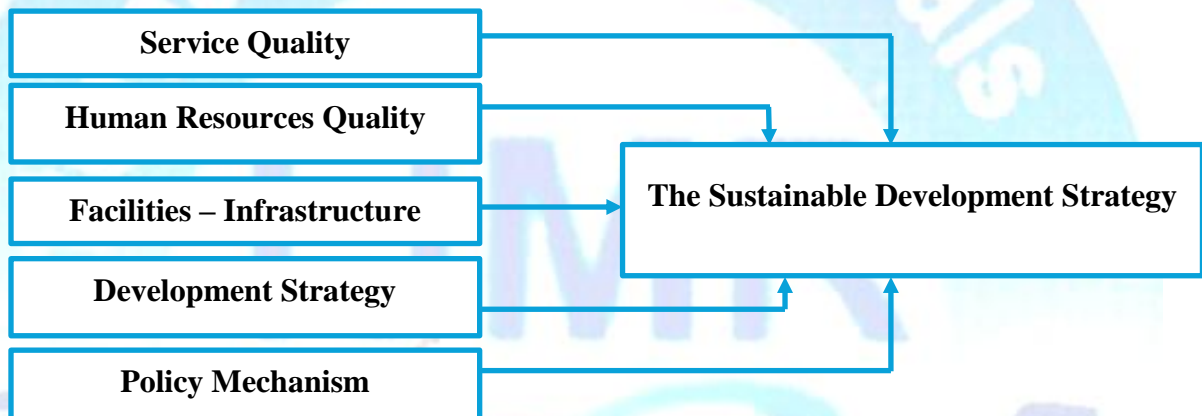 Service Quality
Human Resources Quality
Facilities – Infrastructure
Development Strategy
Policy Mechanism
The Sustainable Development Strategy